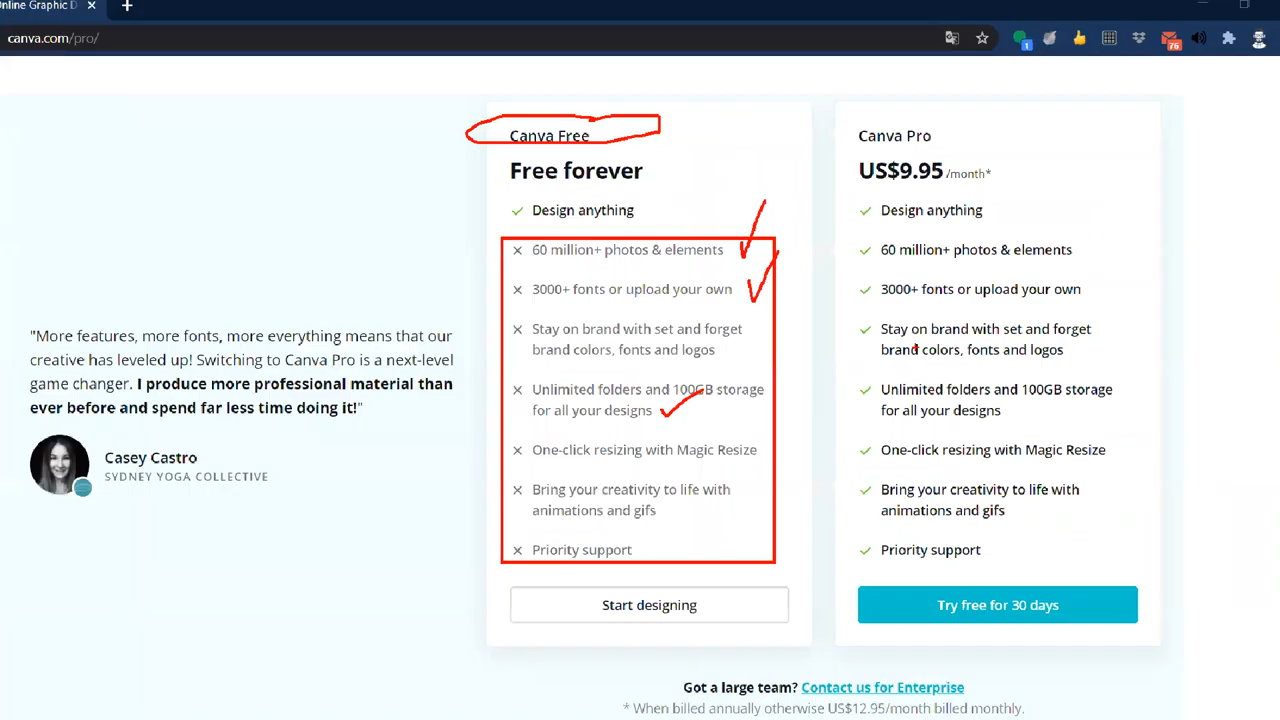 nline Graphic D
canva.com/pro/
1
76
Canva Free
Free forever
Design anything
60 million+ photos & elements
3000+ fonts or upload your own
Stay on brand with set and forget
brand colors, fonts and logos
Unlimited folders and 100GB storage
for all your designs
One-click resizing with Magic Resize
Bring your creativity to life with
animations and gifs
Priority support
Start designing
Canva Pro
US$9.95 /month*
Design anything
60 million+ photos & elements
3000+ fonts or upload your own
Stay on brand with set and forget
brand colors, fonts and logos
Unlimited folders and 100GB storage
for all your designs
One-click resizing with Magic Resize
Bring your creativity to life with
animations and gifs
Priority support
Try free for 30 days
"More features, more fonts, more everything means that our
creative has leveled up! Switching to Canva Pro is a next-level
game changer. I produce more professional material than
ever before and spend far less time doing it!"
Casey Castro
SYDNEY YOGA COLLECTIVE
Got a large team? Contact us for Enterprise
* When billed annually otherwise US$12.95/month billed monthly.